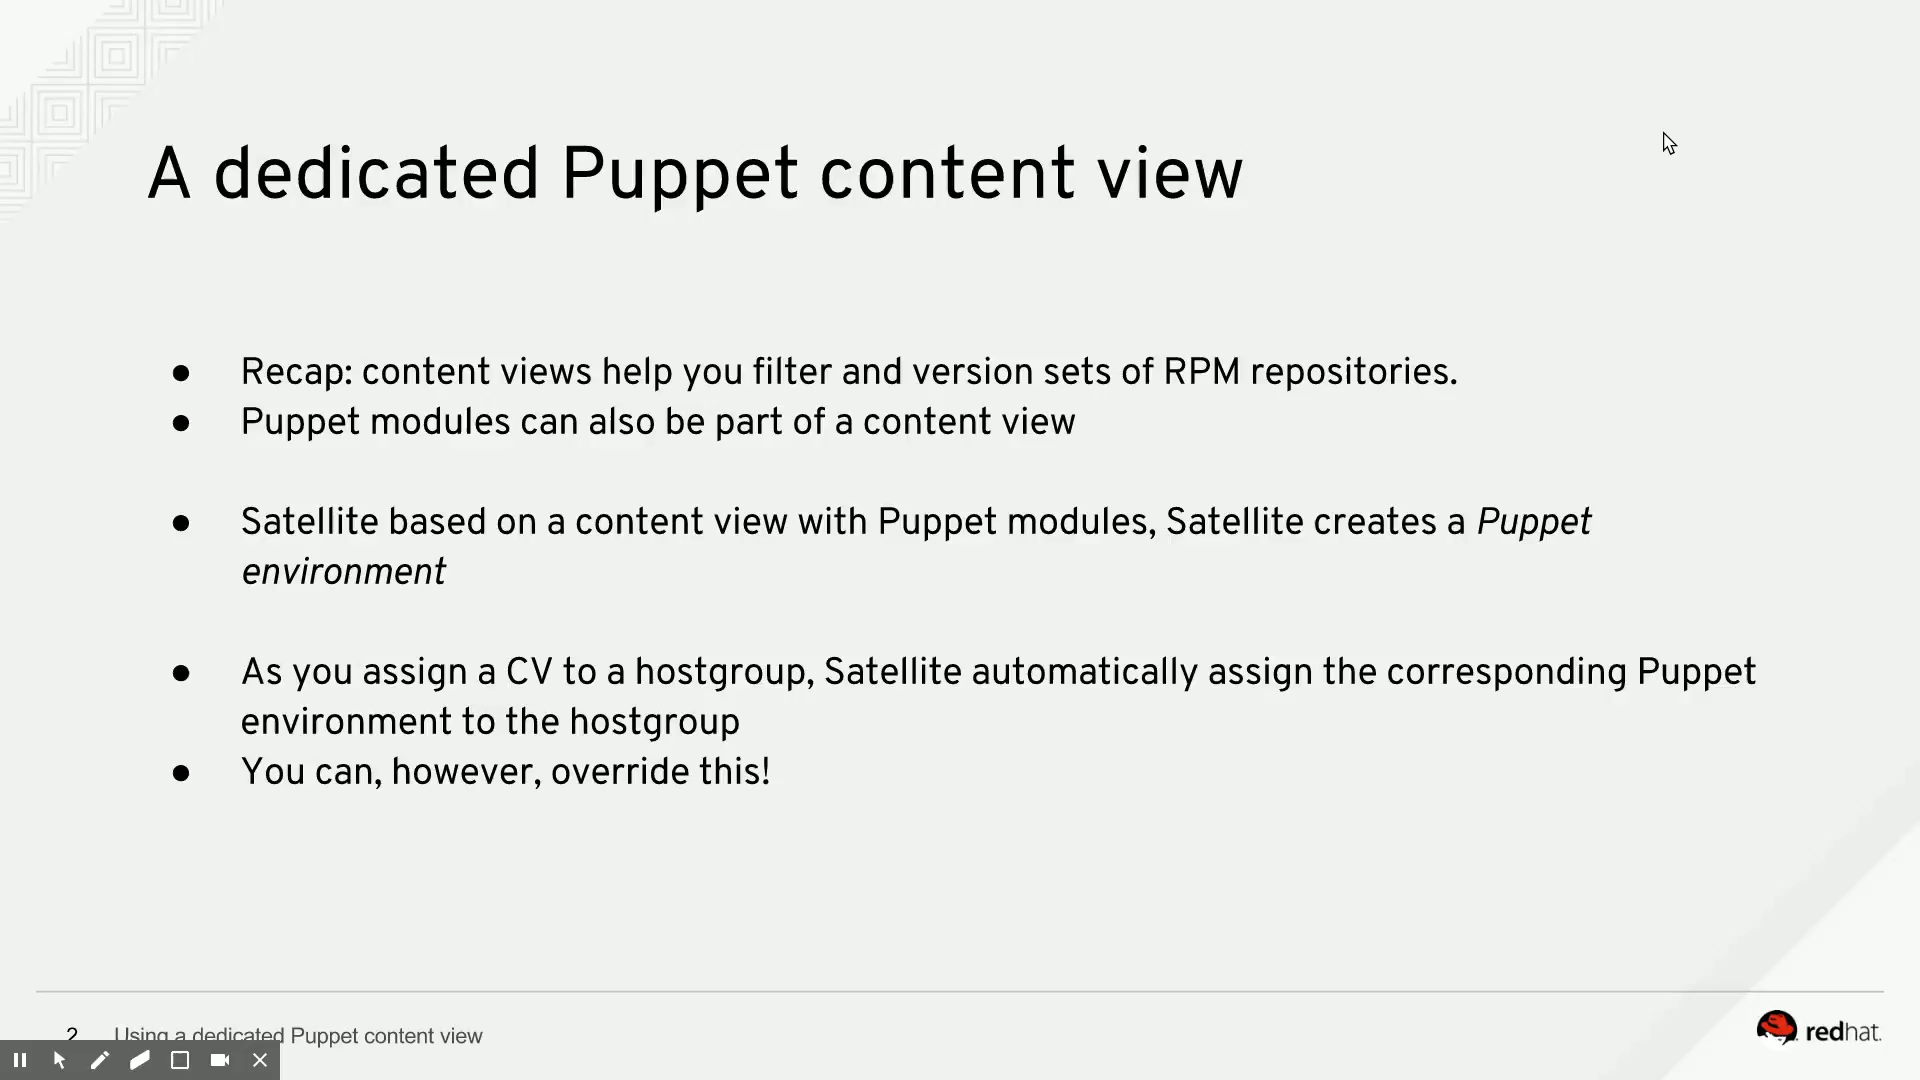 A dedicated Puppet content view
● Recap: content views help you filter and version sets of RPM repositories.
● Puppet modules can also be part of a content view
● Satellite based on a content view with Puppet modules, Satellite creates a Puppet
environment
● As you assign a CV to a hostgroup, Satellite automatically assign the corresponding Puppet
environment to the hostgroup
● You can, however, override this!
2 Using a dedicated Puppet content view
redhat.